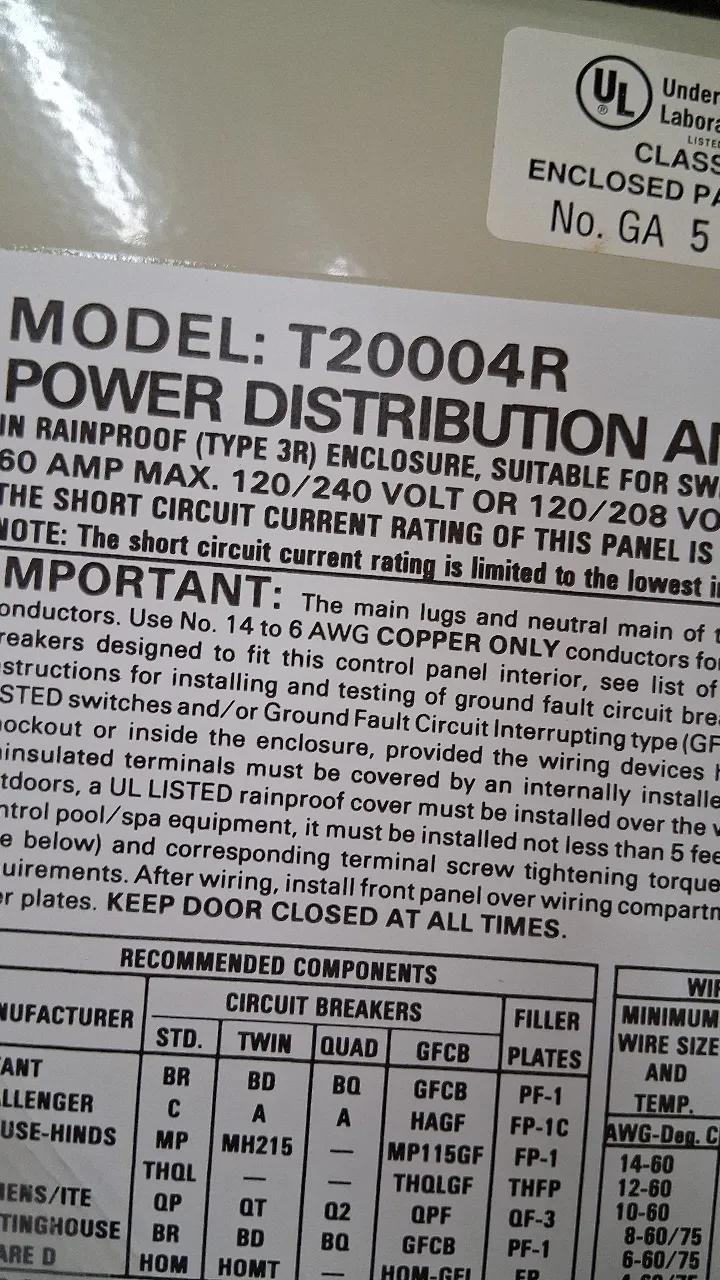 UL
®
Under
Labora
LISTE
CLASS
ENCLOSED PA
No. GA 5
MODEL: T20004R
POWER DISTRIBUTION A
IN RAINPROOF (TYPE 3R) ENCLOSURE, SUITABLE FOR SW
60 AMP MAX. 120/240 VOLT OR 120/208 VO
THE SHORT CIRCUIT CURRENT RATING OF THIS PANEL IS
NOTE: The short circuit current rating is limited to the lowest i
MPORTANT: The main lugs and neutral main of t
onductors. Use No. 14 to 6 AWG COPPER ONLY conductors fo
reakers designed to fit this control panel interior, see list of
structions for installing and testing of ground fault circuit brea
STED switches and/or Ground Fault Circuit Interrupting type (GF
nockout or inside the enclosure, provided the wiring devices h
insulated terminals must be covered by an internally installe
tdoors, a UL LISTED rainproof cover must be installed over the w
ntrol pool/spa equipment, it must be installed not less than 5 fee
e below) and corresponding terminal screw tightening torque
uirements. After wiring, install front panel over wiring compartm
er plates. KEEP DOOR CLOSED AT ALL TIMES.
RECOMMENDED COMPONENTS
NUFACTURER CIRCUIT BREAKERS FILLER PLATES
STD. TWIN QUAD GFCB
ANT BR BD BQ GFCB PF-1
LLENGER C A A HAGF FP-1C
USE-HINDS MP MH215 — MP115GF FP-1
THQL — — THQLGF THFP
MENS/ITE QP QT Q2 QPF QF-3
TINGHOUSE BR BD BQ GFCB PF-1
ARE D HOM HOMT — HOM-GFI
WIR
MINIMUM
WIRE SIZE
AND
TEMP.
AWG-Deg. C
14-60
12-60
10-60
8-60/75
6-60/75